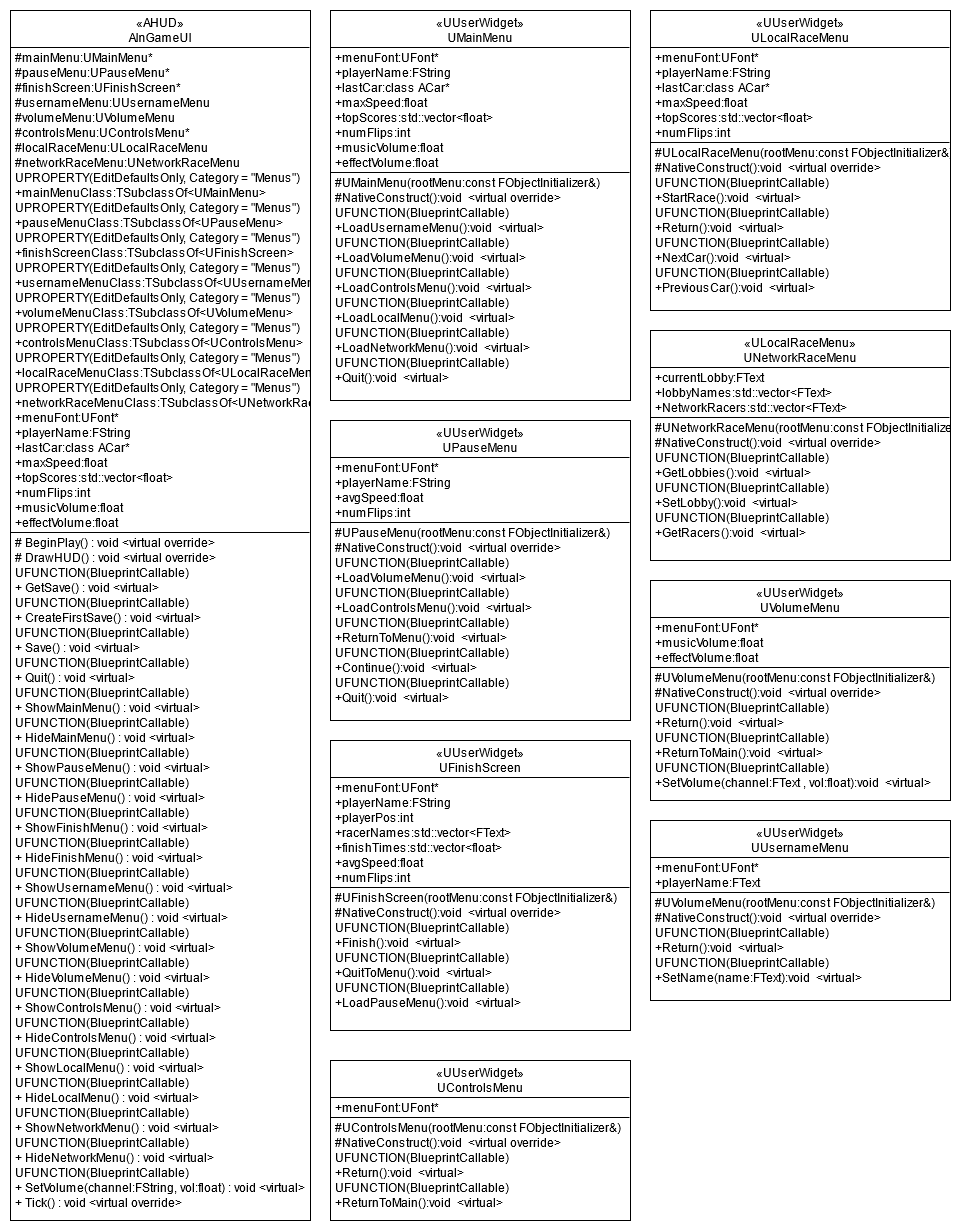 «AHUD»
AInGameUI
#mainMenu:UMainMenu*
#pauseMenu:UPauseMenu*
#finishScreen:UFinishScreen*
#usernameMenu:UUsernameMenu
#volumeMenu:UVolumeMenu
#controlsMenu:UControlsMenu*
#localRaceMenu:ULocalRaceMenu
#networkRaceMenu:UNetworkRaceMenu
UPROPERTY(EditDefaultsOnly, Category = "Menus")
+mainMenuClass:TSubclassOf<UMainMenu>
UPROPERTY(EditDefaultsOnly, Category = "Menus")
+pauseMenuClass:TSubclassOf<UPauseMenu>
UPROPERTY(EditDefaultsOnly, Category = "Menus")
+finishScreenClass:TSubclassOf<UFinishScreen>
UPROPERTY(EditDefaultsOnly, Category = "Menus")
+usernameMenuClass:TSubclassOf<UUsernameMer
UPROPERTY(EditDefaultsOnly, Category = "Menus")
+volumeMenuClass:TSubclassOf<UVolumeMenu>
UPROPERTY(EditDefaultsOnly, Category = "Menus")
+controlsMenuClass:TSubclassOf<UControlsMenu>
UPROPERTY(EditDefaultsOnly, Category = "Menus")
+localRaceMenuClass:TSubclassOf<ULocalRaceMen
UPROPERTY(EditDefaultsOnly, Category = "Menus")
+networkRaceMenuClass:TSubclassOf<UNetworkRa
+menuFont:UFont*
+playerName:FString
+lastCar:class ACar*
+maxSpeed:float
+topScores:std::vector<float>
+numFlips:int
+musicVolume:float
+effectVolume:float
# BeginPlay() : void <virtual override>
# DrawHUD() : void <virtual override>
UFUNCTION(BlueprintCallable)
+ GetSave() : void <virtual>
UFUNCTION(BlueprintCallable)
+ CreateFirstSave() : void <virtual>
UFUNCTION(BlueprintCallable)
+ Save() : void <virtual>
UFUNCTION(BlueprintCallable)
+ Quit() : void <virtual>
UFUNCTION(BlueprintCallable)
+ ShowMainMenu() : void <virtual>
UFUNCTION(BlueprintCallable)
+ HideMainMenu() : void <virtual>
UFUNCTION(BlueprintCallable)
+ ShowPauseMenu() : void <virtual>
UFUNCTION(BlueprintCallable)
+ HidePauseMenu() : void <virtual>
UFUNCTION(BlueprintCallable)
+ ShowFinishMenu() : void <virtual>
UFUNCTION(BlueprintCallable)
+ HideFinishMenu() : void <virtual>
UFUNCTION(BlueprintCallable)
+ ShowUsernameMenu() : void <virtual>
UFUNCTION(BlueprintCallable)
+ HideUsernameMenu() : void <virtual>
UFUNCTION(BlueprintCallable)
+ ShowVolumeMenu() : void <virtual>
UFUNCTION(BlueprintCallable)
+ HideVolumeMenu() : void <virtual>
UFUNCTION(BlueprintCallable)
+ ShowControlsMenu() : void <virtual>
UFUNCTION(BlueprintCallable)
+ HideControlsMenu() : void <virtual>
UFUNCTION(BlueprintCallable)
+ ShowLocalMenu() : void <virtual>
UFUNCTION(BlueprintCallable)
+ HideLocalMenu() : void <virtual>
UFUNCTION(BlueprintCallable)
+ ShowNetworkMenu() : void <virtual>
UFUNCTION(BlueprintCallable)
+ HideNetworkMenu() : void <virtual>
UFUNCTION(BlueprintCallable)
+ SetVolume(channel:FString, vol:float) : void <virtual>
+ Tick() : void <virtual override>
«UUserWidget»
UMainMenu
+menuFont:UFont*
+playerName:FString
+lastCar:class ACar*
+maxSpeed:float
+topScores:std::vector<float>
+numFlips:int
+musicVolume:float
+effectVolume:float
#UMainMenu(rootMenu:const FObjectInitializer&)
#NativeConstruct():void <virtual override>
UFUNCTION(BlueprintCallable)
+LoadUsernameMenu():void <virtual>
UFUNCTION(BlueprintCallable)
+LoadVolumeMenu():void <virtual>
UFUNCTION(BlueprintCallable)
+LoadControlsMenu():void <virtual>
UFUNCTION(BlueprintCallable)
+LoadLocalMenu():void <virtual>
UFUNCTION(BlueprintCallable)
+LoadNetworkMenu():void <virtual>
UFUNCTION(BlueprintCallable)
+Quit():void <virtual>
«UUserWidget»
UPauseMenu
+menuFont:UFont*
+playerName:FString
+avgSpeed:float
+numFlips:int
#UPauseMenu(rootMenu:const FObjectInitializer&)
#NativeConstruct():void <virtual override>
UFUNCTION(BlueprintCallable)
+LoadVolumeMenu():void <virtual>
UFUNCTION(BlueprintCallable)
+LoadControlsMenu():void <virtual>
UFUNCTION(BlueprintCallable)
+ReturnToMenu():void <virtual>
UFUNCTION(BlueprintCallable)
+Continue():void <virtual>
UFUNCTION(BlueprintCallable)
+Quit():void <virtual>
«UUserWidget»
UFinishScreen
+menuFont:UFont*
+playerName:FString
+playerPos:int
+racerNames:std::vector<FText>
+finishTimes:std::vector<float>
+avgSpeed:float
+numFlips:int
#UFinishScreen(rootMenu:const FObjectInitializer&)
#NativeConstruct():void <virtual override>
UFUNCTION(BlueprintCallable)
+Finish():void <virtual>
UFUNCTION(BlueprintCallable)
+QuitToMenu():void <virtual>
UFUNCTION(BlueprintCallable)
+LoadPauseMenu():void <virtual>
«UUserWidget»
UControlsMenu
+menuFont:UFont*
#UControlsMenu(rootMenu:const FObjectInitializer&)
#NativeConstruct():void <virtual override>
UFUNCTION(BlueprintCallable)
+Return():void <virtual>
UFUNCTION(BlueprintCallable)
+ReturnToMain():void <virtual>
«UUserWidget»
ULocalRaceMenu
+menuFont:UFont*
+playerName:FString
+lastCar:class ACar*
+maxSpeed:float
+topScores:std::vector<float>
+numFlips:int
#ULocalRaceMenu(rootMenu:const FObjectInitializer&
#NativeConstruct():void <virtual override>
UFUNCTION(BlueprintCallable)
+StartRace():void <virtual>
UFUNCTION(BlueprintCallable)
+Return():void <virtual>
UFUNCTION(BlueprintCallable)
+NextCar():void <virtual>
UFUNCTION(BlueprintCallable)
+PreviousCar():void <virtual>
«ULocalRaceMenu»
UNetworkRaceMenu
+currentLobby:FText
+lobbyNames:std::vector<FText>
+NetworkRacers:std::vector<FText>
#UNetworkRaceMenu(rootMenu:const FObjectInitialize
#NativeConstruct():void <virtual override>
UFUNCTION(BlueprintCallable)
+GetLobbies():void <virtual>
UFUNCTION(BlueprintCallable)
+SetLobby():void <virtual>
UFUNCTION(BlueprintCallable)
+GetRacers():void <virtual>
«UUserWidget»
UVolumeMenu
+menuFont:UFont*
+musicVolume:float
+effectVolume:float
#UVolumeMenu(rootMenu:const FObjectInitializer&)
#NativeConstruct():void <virtual override>
UFUNCTION(BlueprintCallable)
+Return():void <virtual>
UFUNCTION(BlueprintCallable)
+ReturnToMain():void <virtual>
UFUNCTION(BlueprintCallable)
+SetVolume(channel:FText , vol:float):void <virtual>
«UUserWidget»
UUsernameMenu
+menuFont:UFont*
+playerName:FText
#UVolumeMenu(rootMenu:const FObjectInitializer&)
#NativeConstruct():void <virtual override>
UFUNCTION(BlueprintCallable)
+Return():void <virtual>
UFUNCTION(BlueprintCallable)
+SetName(name:FText):void <virtual>